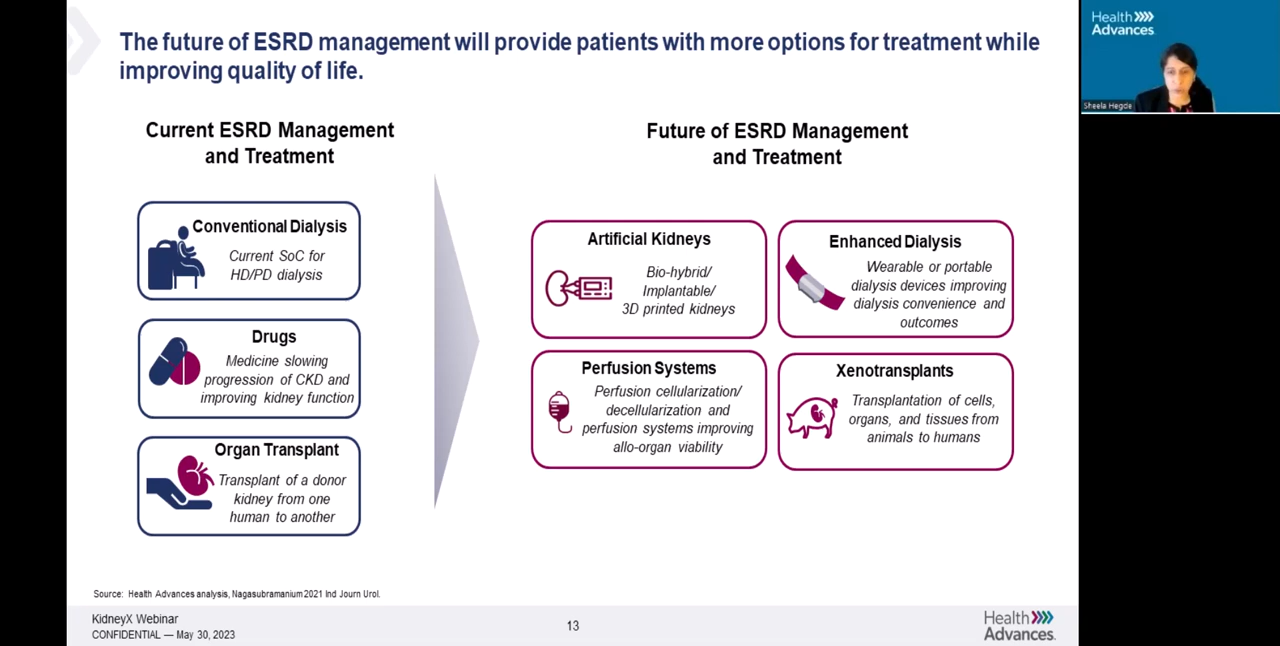 The future of ESRD management will provide patients with more options for treatment while
improving quality of life.
Current ESRD Management
and Treatment
Conventional Dialysis
Current SoC for
HD/PD dialysis
Drugs
Medicine slowing
progression of CKD and
improving kidney function
Organ Transplant
Transplant of a donor
kidney from one
human to another
Future of ESRD Management
and Treatment
Artificial Kidneys
Bio-hybrid/
Implantable/
3D printed kidneys
Enhanced Dialysis
Wearable or portable
dialysis devices improving
dialysis convenience and
outcomes
Perfusion Systems
Perfusion cellularization/
decellularization and
perfusion systems improving
allo-organ viability
Xenotransplants
Transplantation of cells,
organs, and tissues from
animals to humans
Source: Health Advances analysis, Nagasubramanium 2021 Ind Journ Urol.
KidneyX Webinar
CONFIDENTIAL — May 30, 2023
13
Health
Advances
Health
Advances
Sheela Hegde